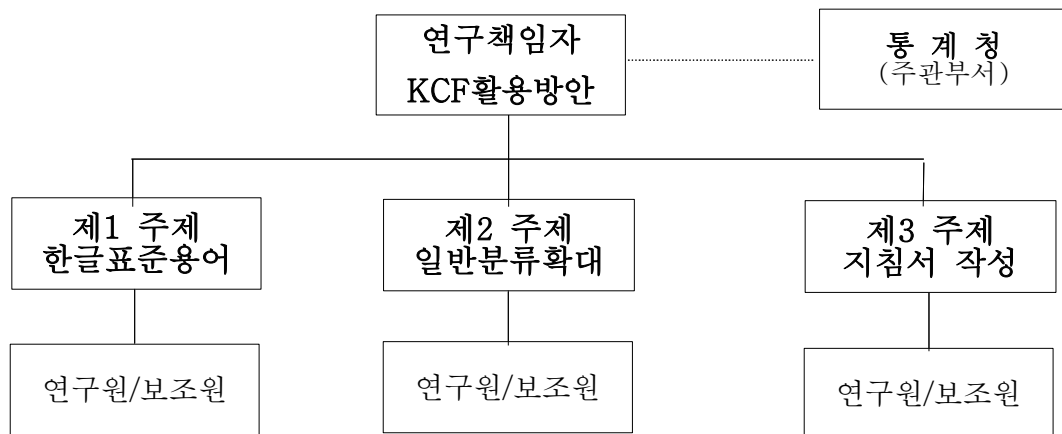 연구책임자
KCF활용방안
통 계 청
(주관부서)
제1 주제
한글표준용어
제2 주제
일반분류확대
제3 주제
지침서 작성
연구원/보조원
연구원/보조원
연구원/보조원